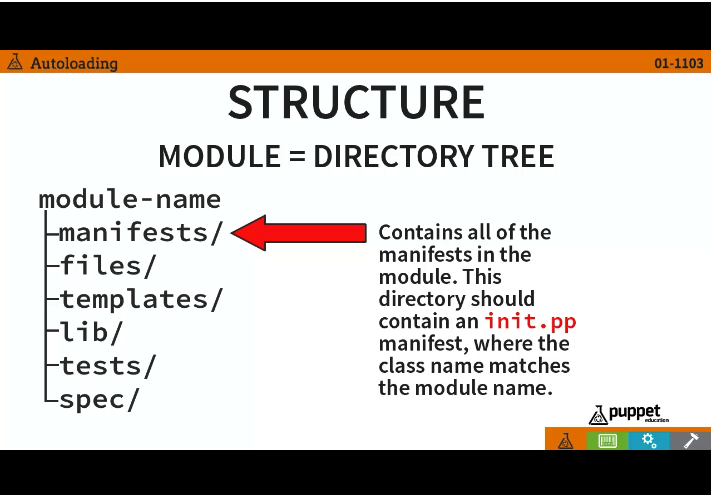 Autoloading
01-1103
STRUCTURE
MODULE = DIRECTORY TREE
module-name
manifests/
files/
templates/
lib/
tests/
spec/
Contains all of the
manifests in the
module. This
directory should
contain an init.pp
manifest, where the
class name matches
the module name.
puppet
education